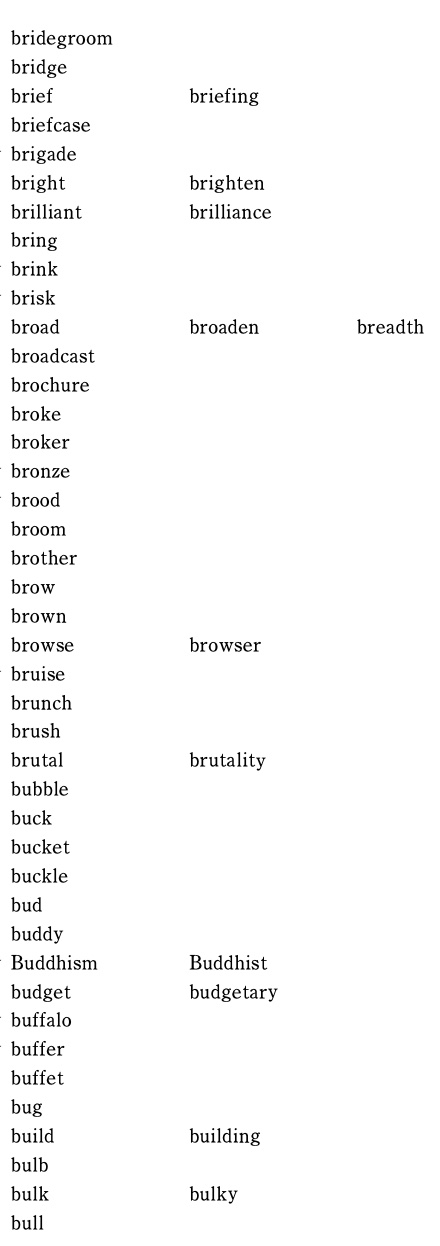 bridegroom
bridge
brief briefing
briefcase
brigade
bright brighten
brilliant brilliance
bring
brink
brisk
broad broaden breadth
broadcast
brochure
broke
broker
bronze
brood
broom
brother
brow
brown
browse browser
bruise
brunch
brush
brutal brutality
bubble
buck
bucket
buckle
bud
buddy
Buddhism Buddhist
budget budgetary
buffalo
buffer
buffet
bug
build building
bulb
bulk bulky
bull